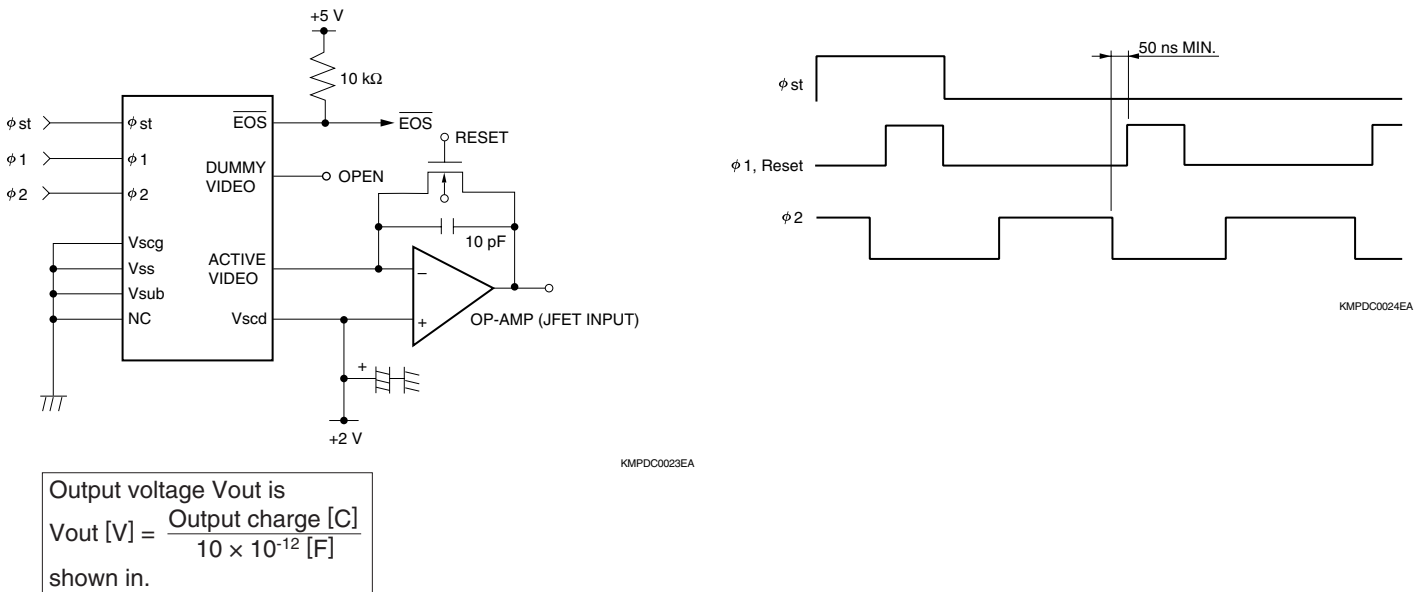 +5 V
10 kΩ
φst
φst
EOS
EOS
RESET
φ1
φ1
DUMMY
VIDEO
OPEN
φ2
φ2
Vscg
10 pF
Vss
ACTIVE
VIDEO
–
Vsub
NC
Vscd
+
OP-AMP (JFET INPUT)
+
+2 V
KMPDC0023EA
Output voltage Vout is
Vout [V] = Output charge [C]
10 × 10-12 [F]
shown in.
50 ns MIN.
φst
φ1, Reset
φ2
KMPDC0024EA